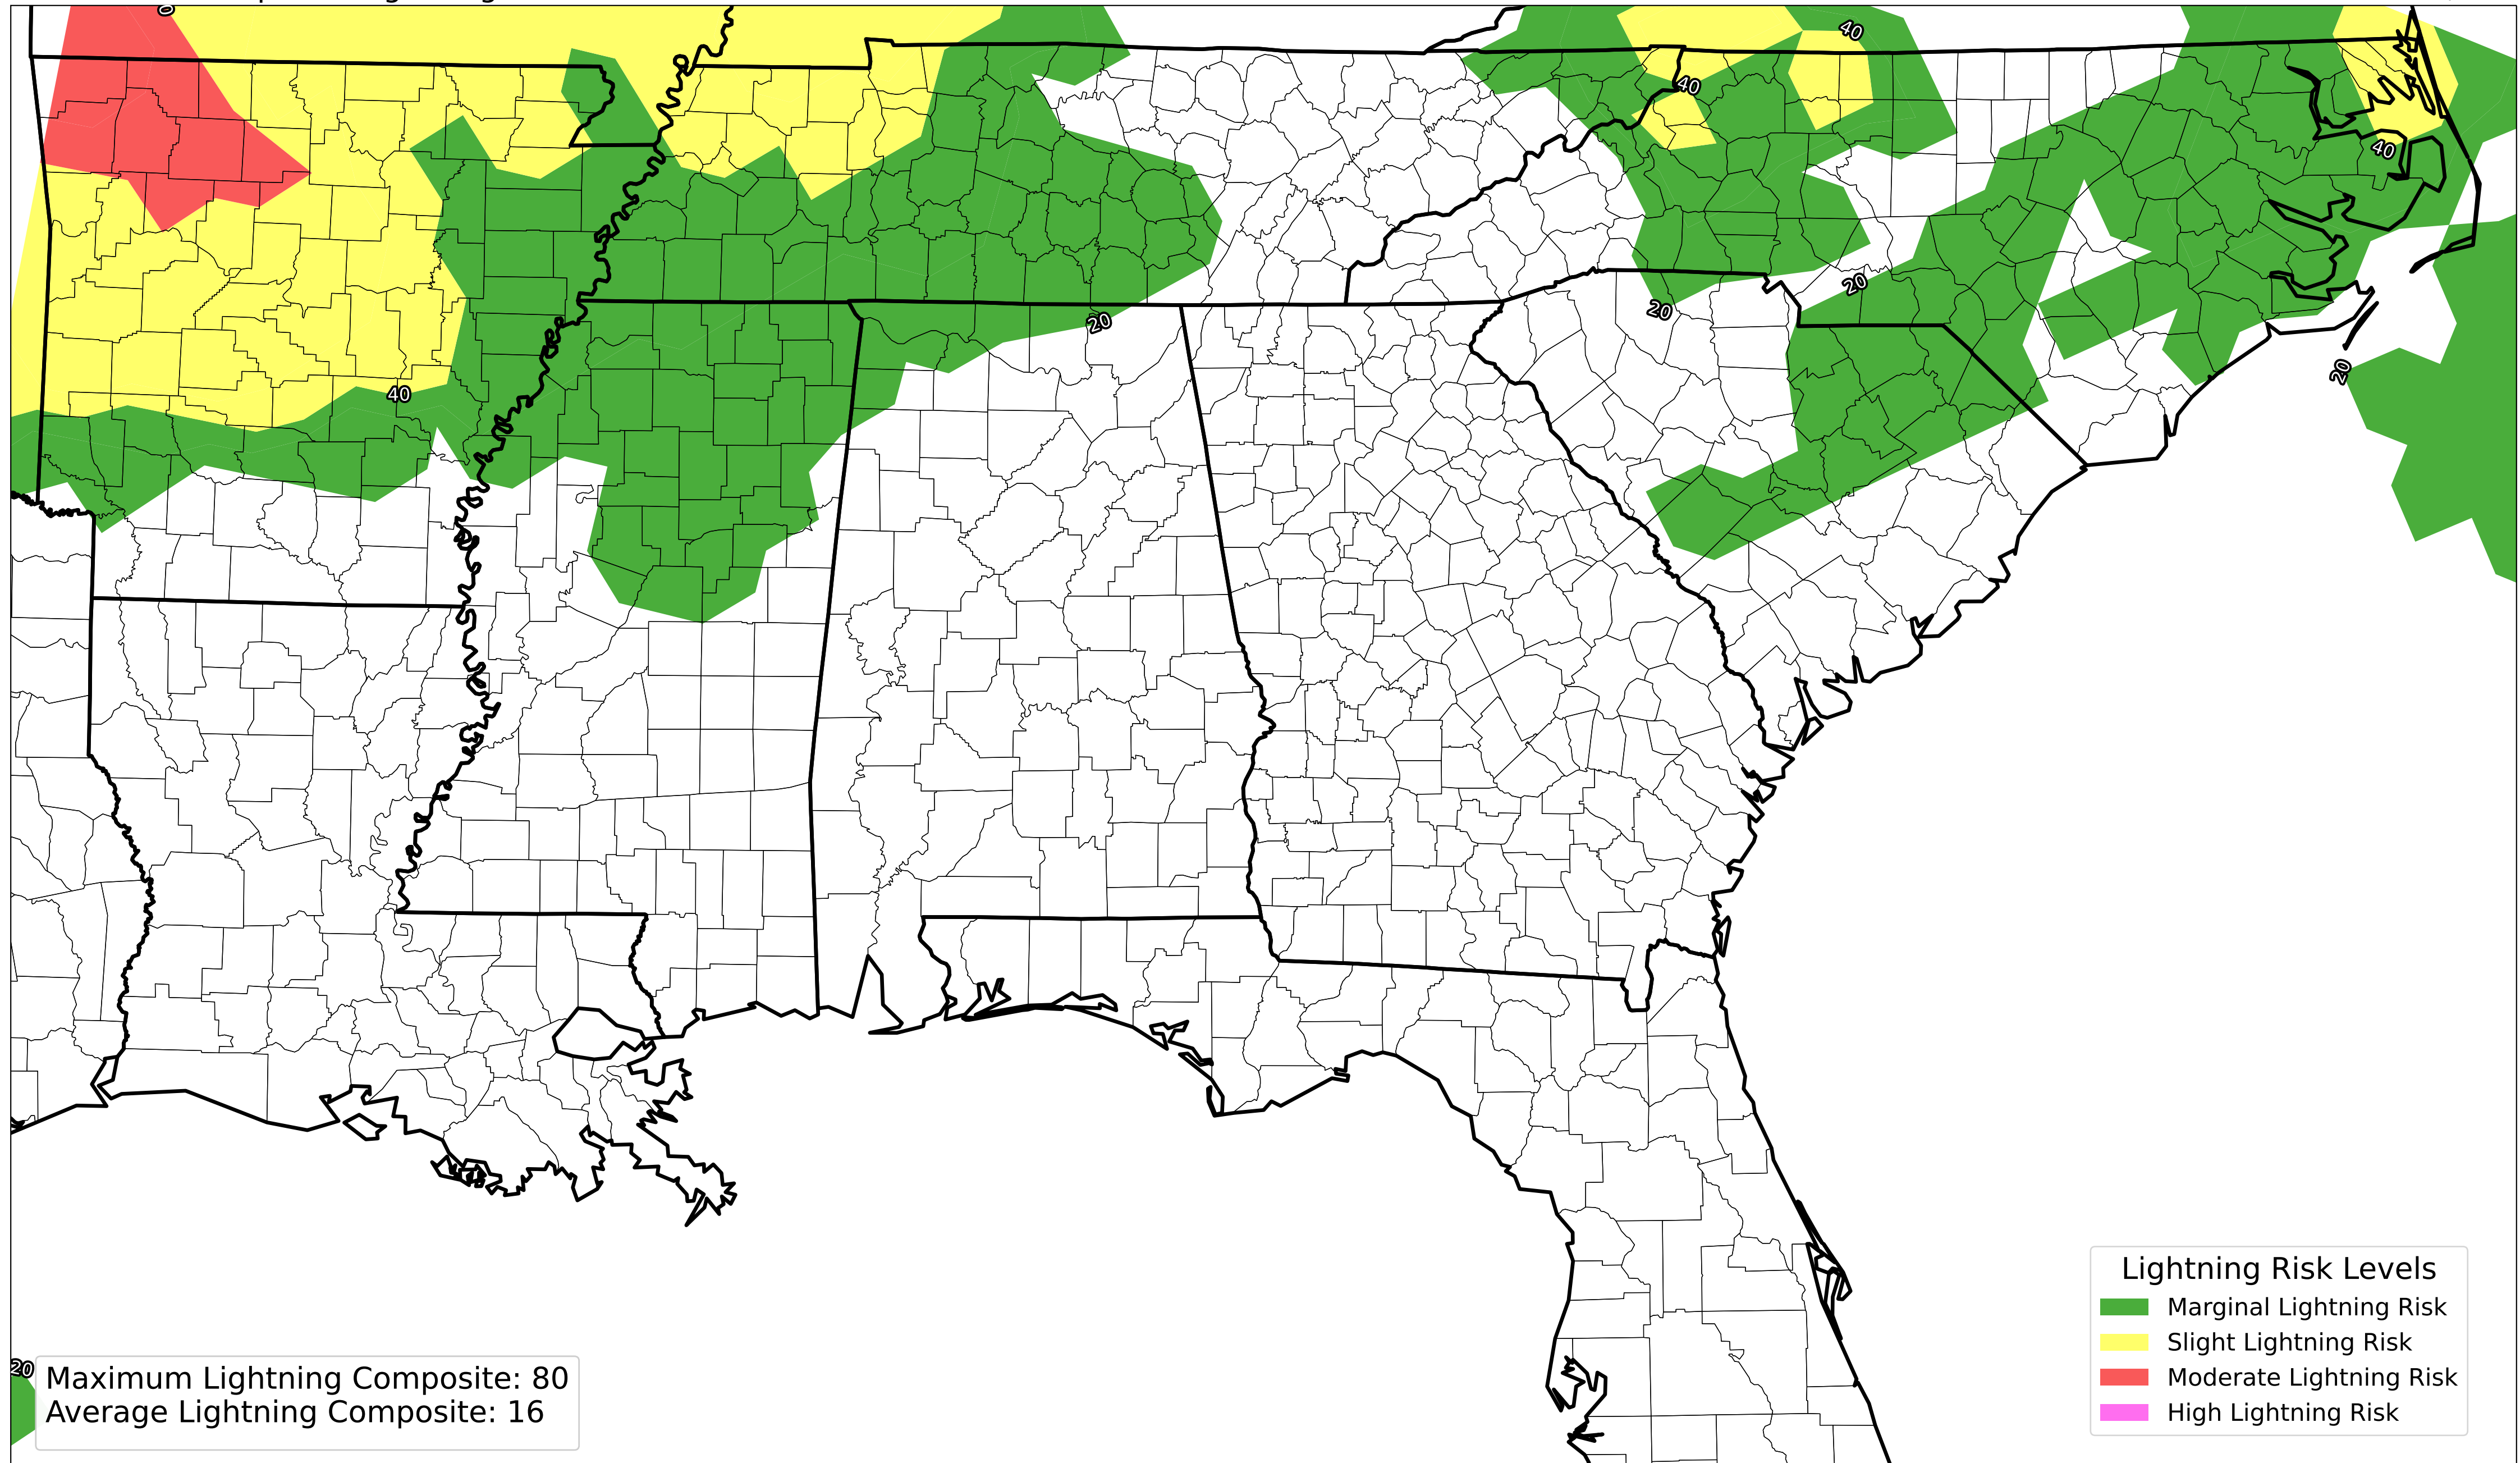 40
40
40
20
20
20
40
20
20
Maximum Lightning Composite: 80
Average Lightning Composite: 16
Lightning Risk Levels
Marginal Lightning Risk
Slight Lightning Risk
Moderate Lightning Risk
High Lightning Risk